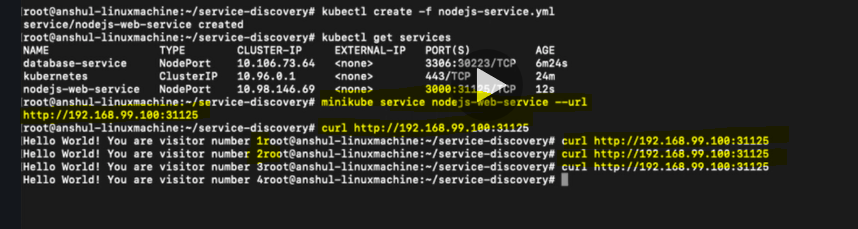 [root@anshul-linuxmachine:~/service-discovery# kubectl create -f nodejs-service.yml
service/nodejs-web-service created
[root@anshul-linuxmachine:~/service-discovery# kubectl get services
NAME TYPE CLUSTER-IP EXTERNAL-IP PORT(S) AGE
database-service NodePort 10.106.73.64 <none> 3306:30223/TCP 6m24s
kubernetes ClusterIP 10.96.0.1 <none> 443/TCP 24m
nodejs-web-service NodePort 10.98.146.69 <none> 3000:31125/TCP 12s
[root@anshul-linuxmachine:~/service-discovery# minikube service nodejs-web-service --url
http://192.168.99.100:31125
[root@anshul-linuxmachine:~/service-discovery# curl http://192.168.99.100:31125
[Hello World! You are visitor number 1root@anshul-linuxmachine:~/service-discovery# curl http://192.168.99.100:31125
[Hello World! You are visitor number 2root@anshul-linuxmachine:~/service-discovery# curl http://192.168.99.100:31125
[Hello World! You are visitor number 3root@anshul-linuxmachine:~/service-discovery# curl http://192.168.99.100:31125
Hello World! You are visitor number 4root@anshul-linuxmachine:~/service-discovery#